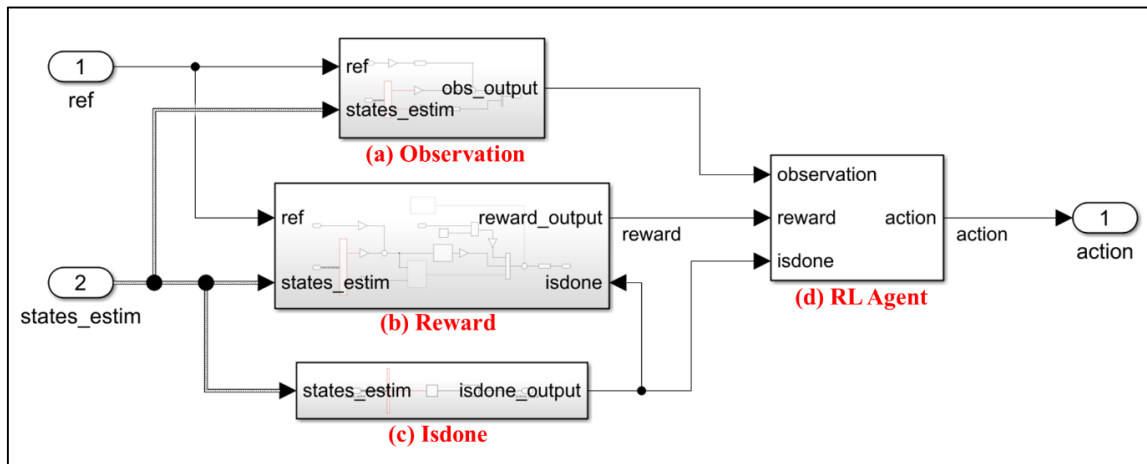 1
ref
ref
obs_output
states_estim
(a) Observation
2
states_estim
ref
reward_output
reward
states_estim
isdone
(b) Reward
states_estim
isdone_output
(c) Isdone
observation
reward
action
isdone
(d) RL Agent
action
1
action